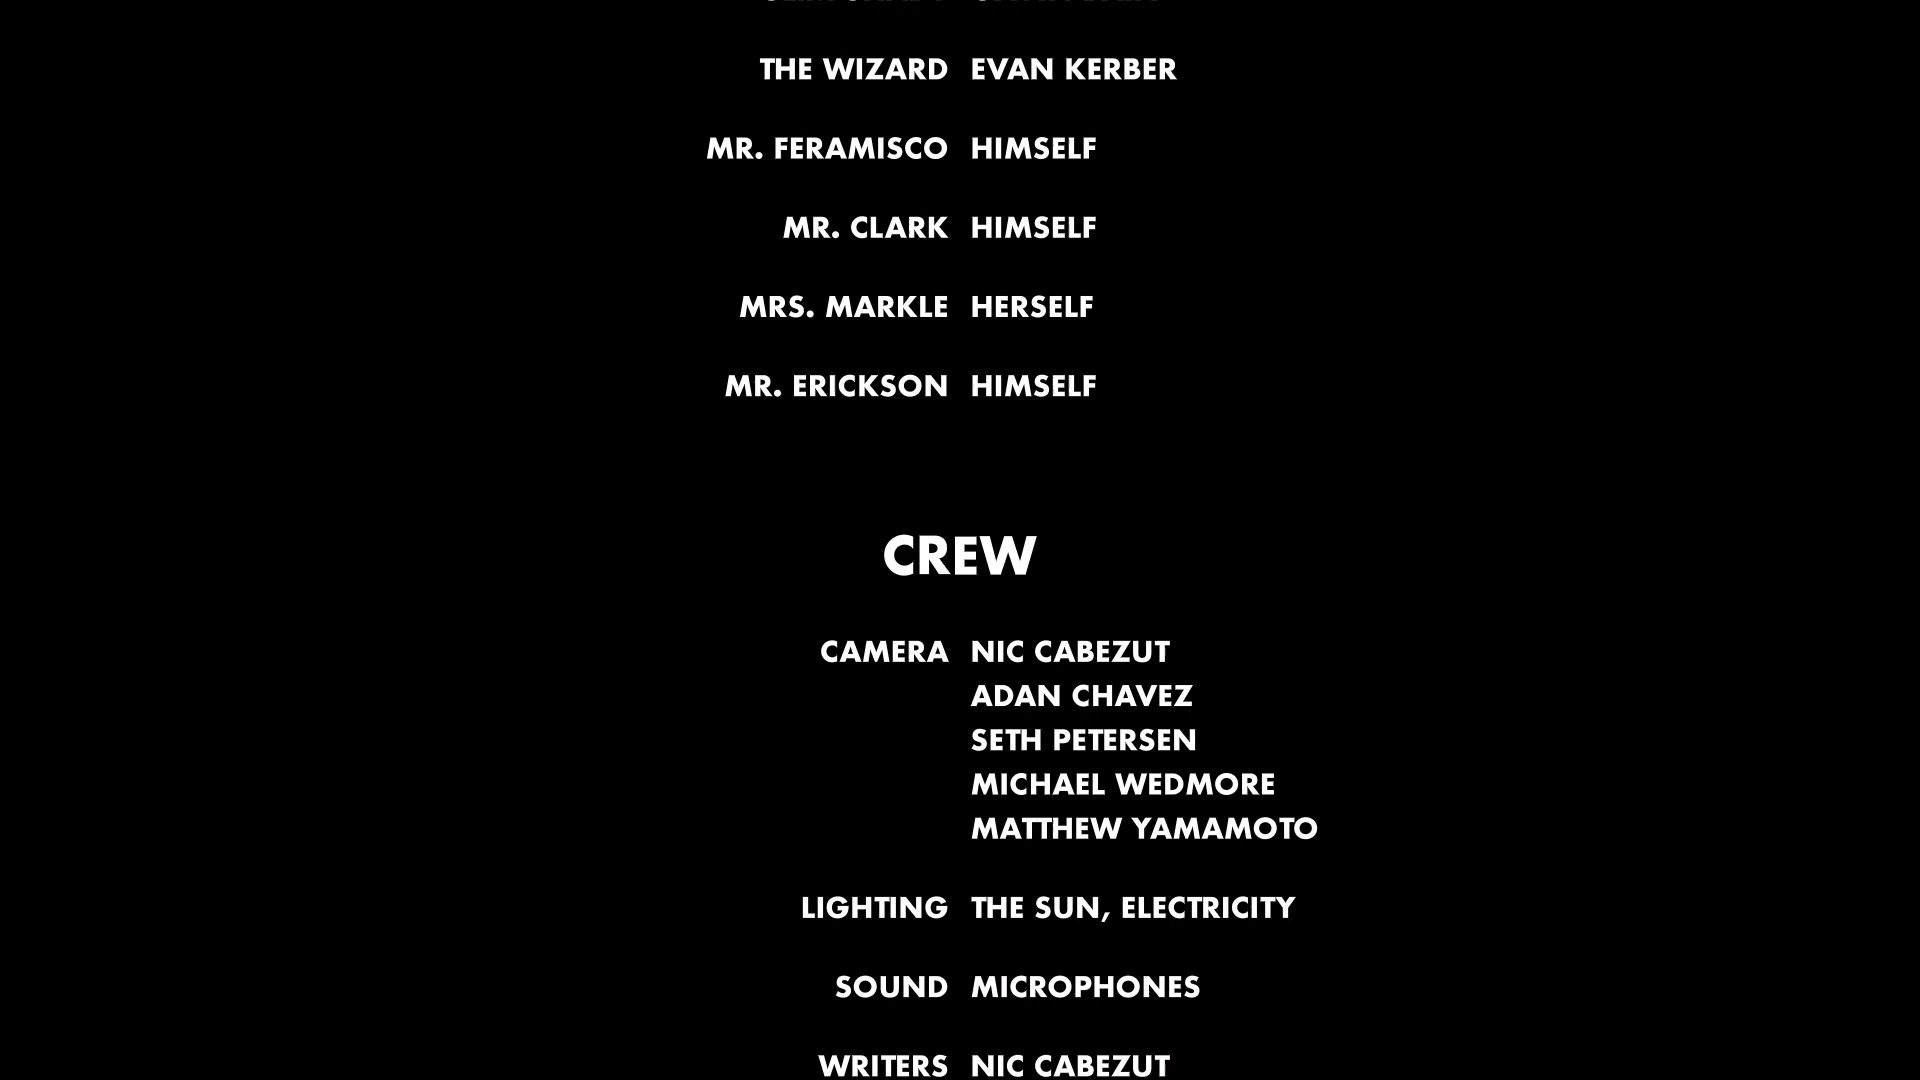 THE WIZARD EVAN KERBER
MR. FERAMISCO HIMSELF
MR. CLARK HIMSELF
MRS. MARKLE HERSELF
MR. ERICKSON HIMSELF
CREW
CAMERA NIC CABEZUT
ADAN CHAVEZ
SETH PETERSEN
MICHAEL WEDMORE
MATTHEW YAMAMOTO
LIGHTING THE SUN, ELECTRICITY
SOUND MICROPHONES
WRITERS NIC CABEZUT